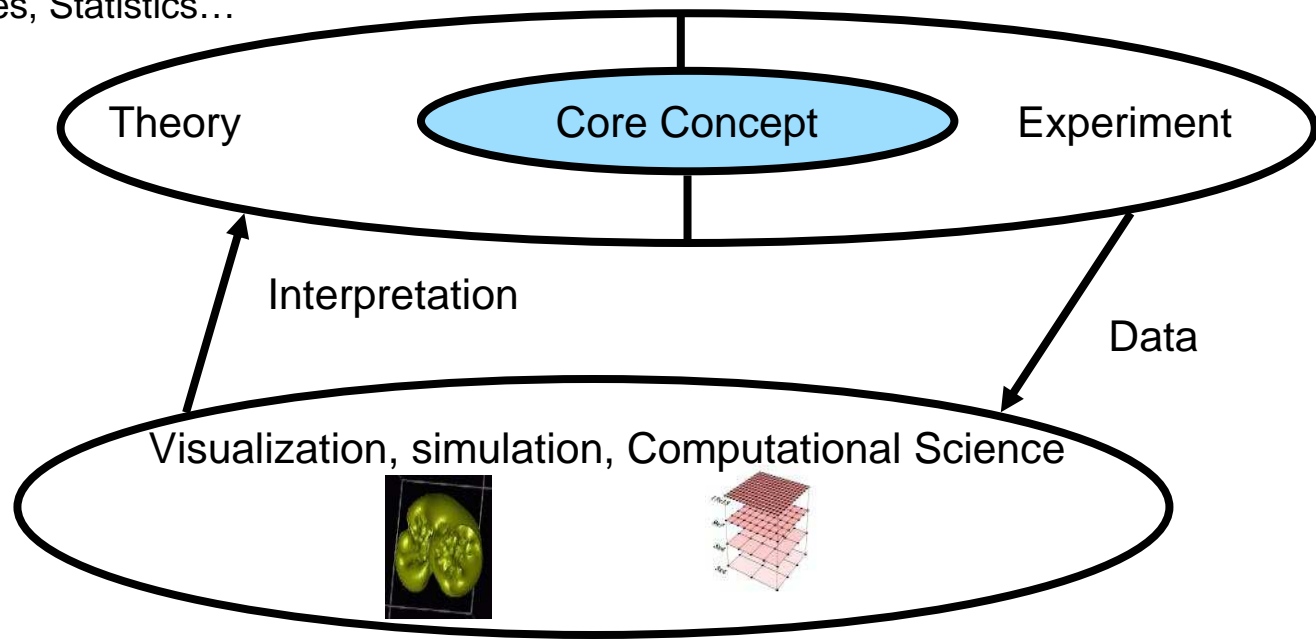 es, Statistics…
Theory
Core Concept
Experiment
Interpretation
Data
Visualization, simulation, Computational Science